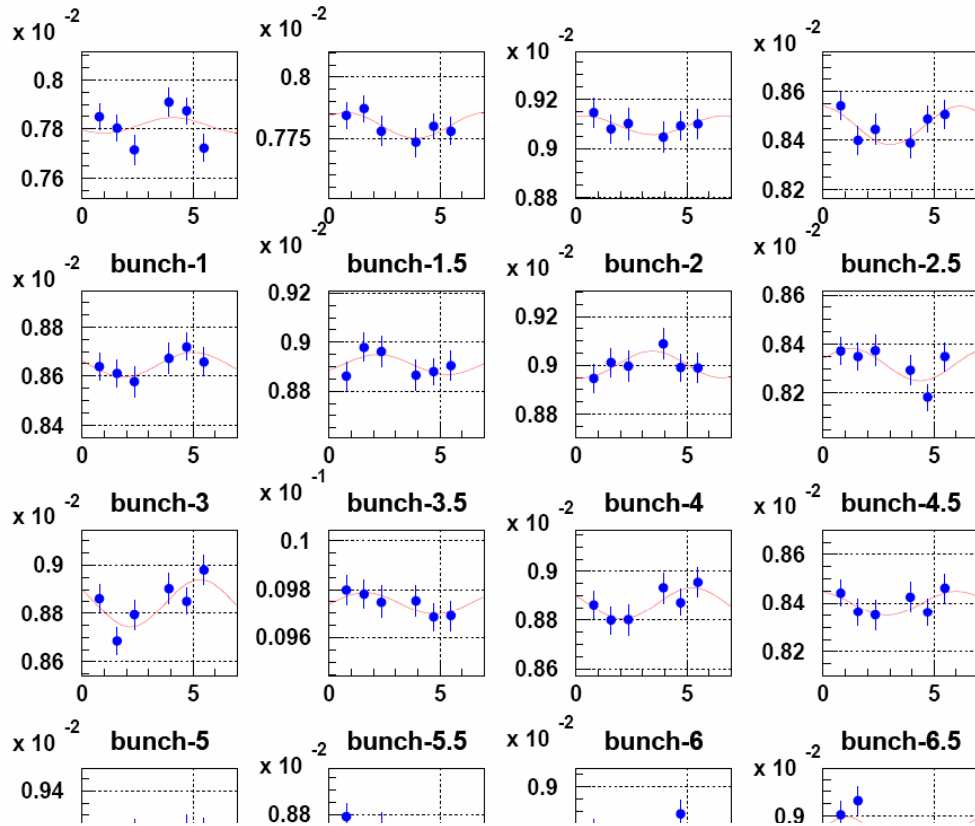 x 10 -2 x 10 -2 x 10 -2 x 10 -2
0.8 0.8 0.92 0.86
0.78 0.775 0.9 0.84
0.76 0.88 0.82
0 5 0 5 0 5 0 5
bunch-1 bunch-1.5 bunch-2 bunch-2.5
x 10 -2 x 10 -2 x 10 -2 x 10 -2
0.88 0.92 0.92 0.86
0.86 0.9 0.9 0.84
0.84 0.88 0.88 0.82
0 5 0 5 0 5 0 5
bunch-3 bunch-3.5 bunch-4 bunch-4.5
x 10 -2 x 10 -1 x 10 -2 x 10 -2
0.9 0.1 0.9 0.86
0.88 0.098 0.88 0.84
0.86 0.096 0.86 0.82
0 5 0 5 0 5 0 5
bunch-5 bunch-5.5 bunch-6 bunch-6.5
x 10 -2 x 10 -2 x 10 -2 x 10 -2
0.94 0.88 0.9 0.9